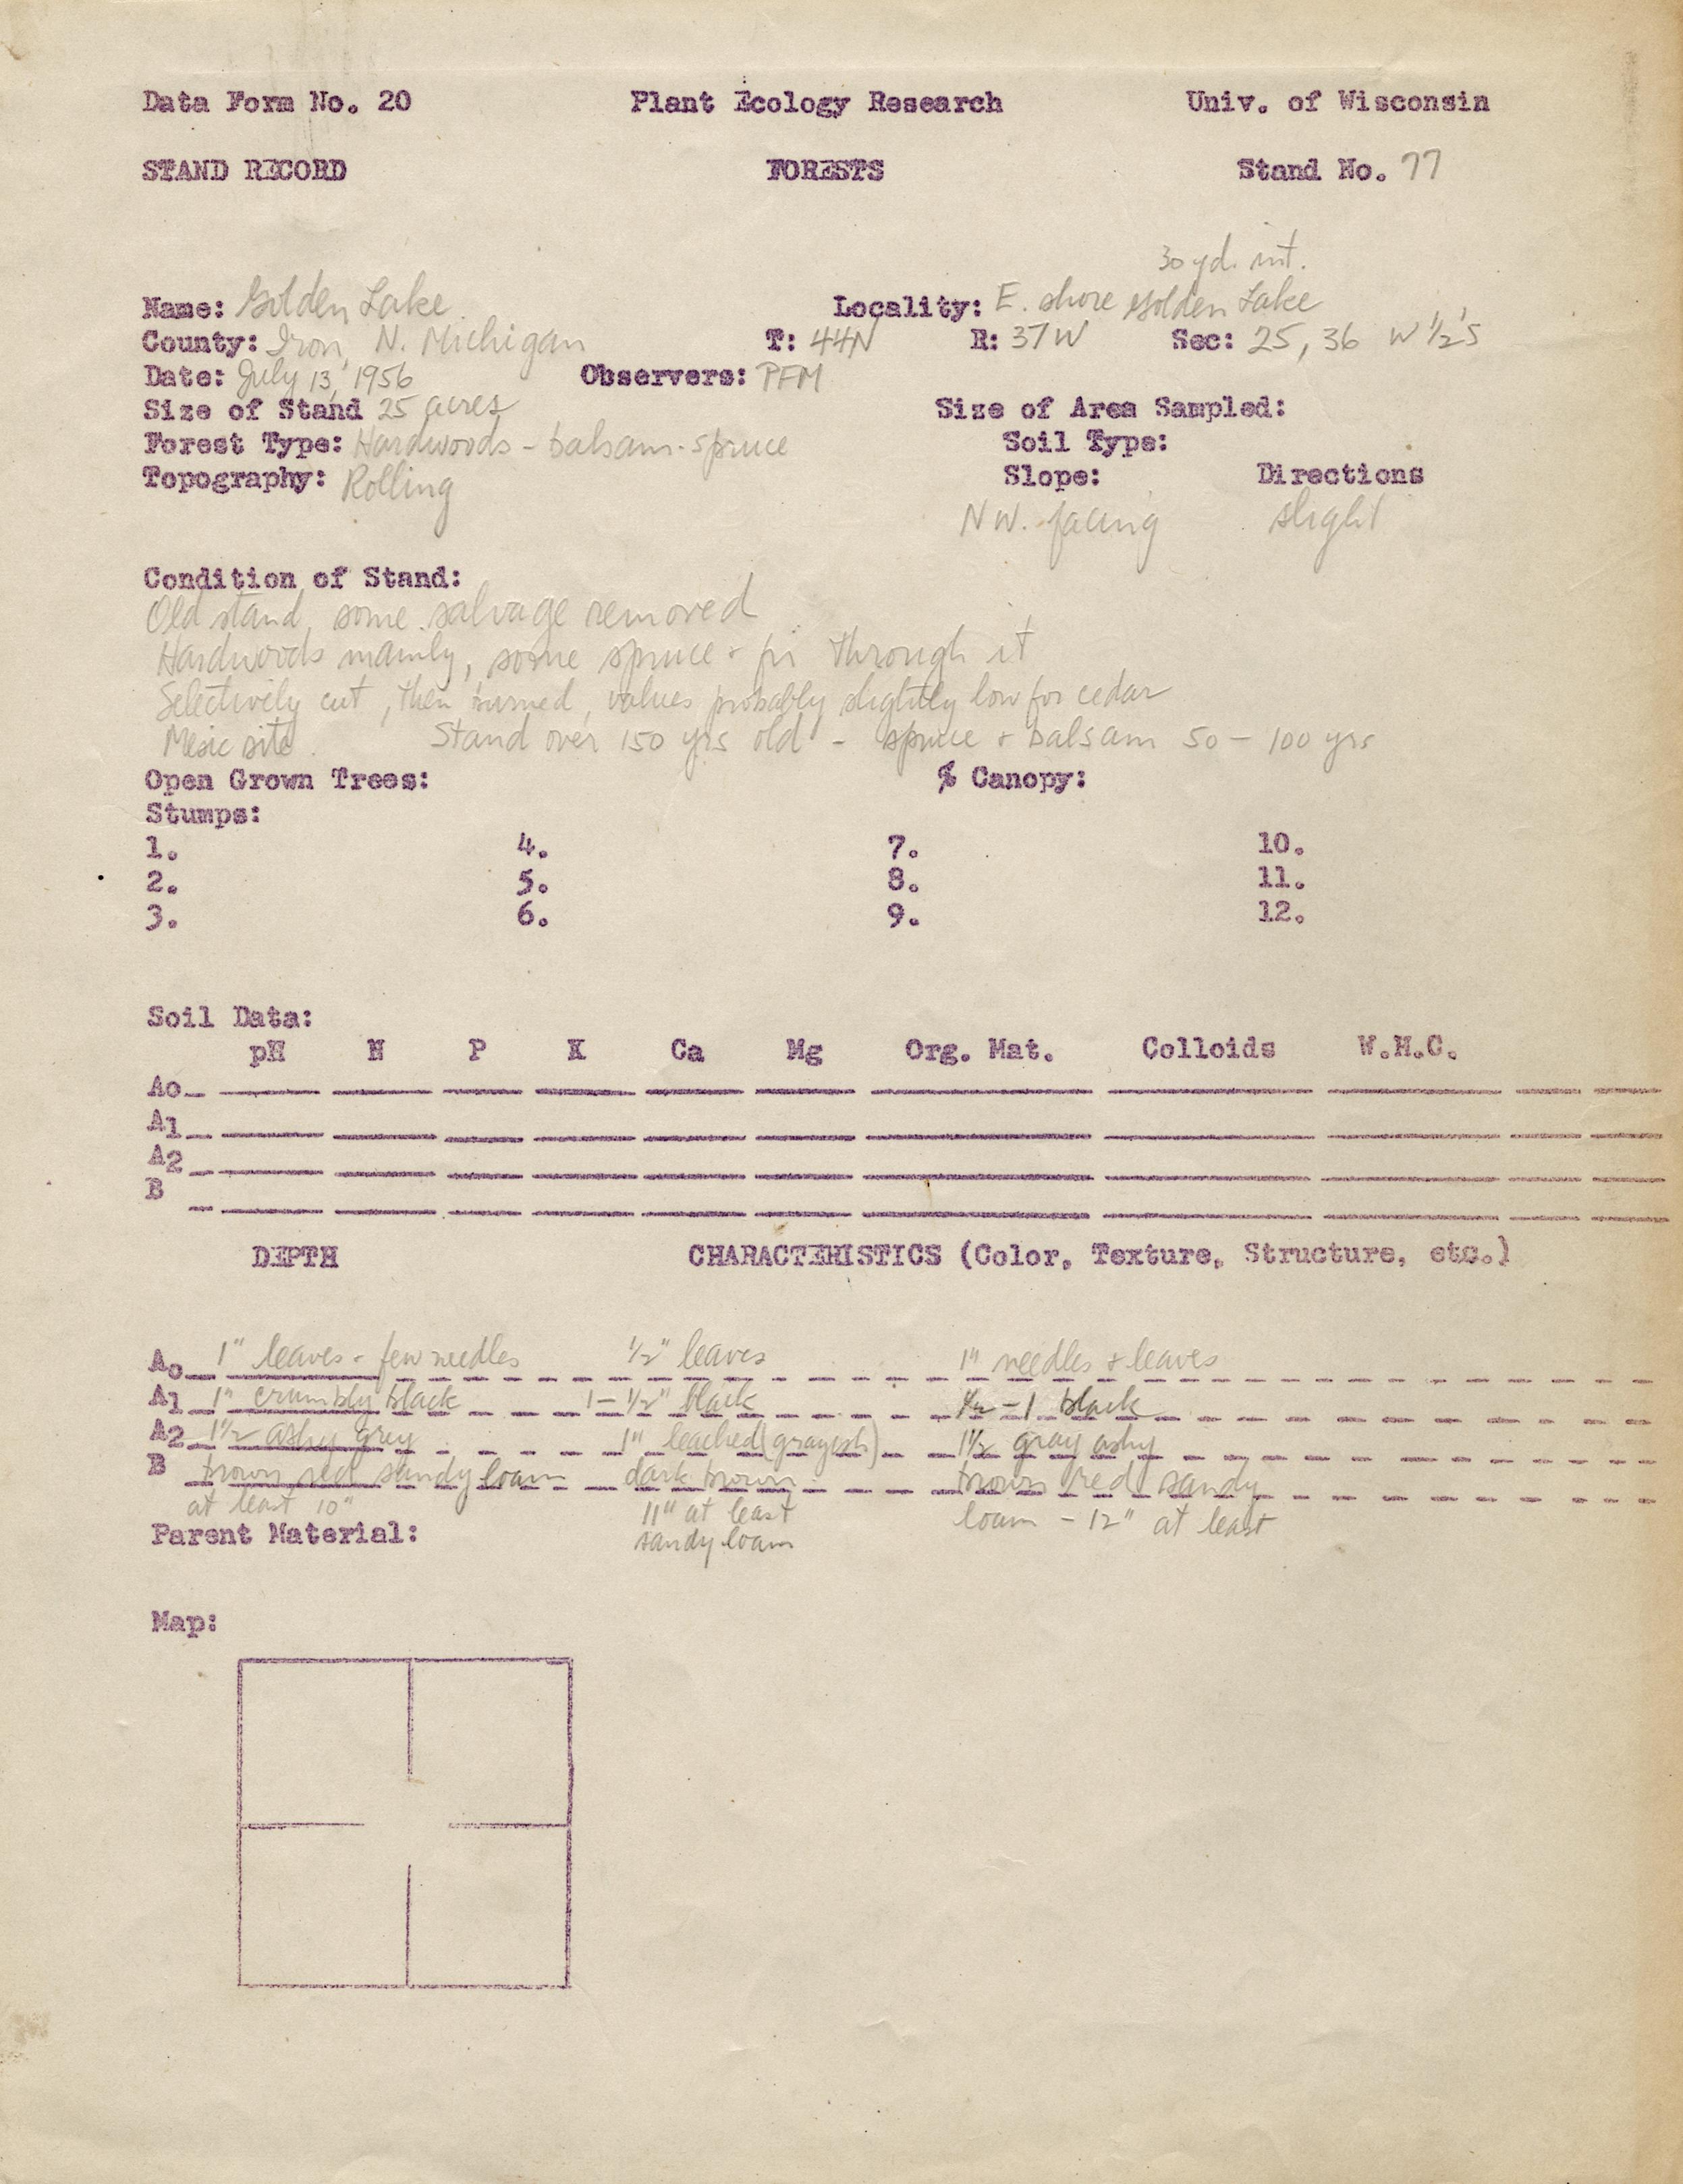 Data Form No. 20 Plant Ecology Research Univ. of Wisconsin
STAND RECORD FORESTS Stand No. 77
30 yd. int.
Name: Golden Lake Locality: E. shore Golden Lake
County: Iron, N. Michigan T: 44N R: 37W Sec: 25, 36 W 1/2's
Date: July 13, 1956 Observers: PFM
Size of Stand 25 acres Size of Area Sampled:
Forest Type: Hardwoods - balsam - spruce Soil Type:
Topography: Rolling Slope: Directions
NW. facing slight
Condition of Stand:
Old stand, some salvage removed
Hardwoods mainly, some spruce + fir through it
Selectively cut, then burned, values probably slightly low for cedar
Mesic site. Stand over 150 yrs old - spruce + balsam 50 - 100 yrs
Open Grown Trees: % Canopy:
Stumps:
1. 4. 7. 10.
2. 5. 8. 11.
3. 6. 9. 12.
Soil Data:
pH N P K Ca Mg Org. Mat. Colloids W.H.C.
Ao
A1
A2
B
DEPTH CHARACTERISTICS (Color, Texture, Structure, etc.)
Ao 1" leaves - few needles 1/2" leaves 1" needles + leaves
A1 1" crumbly black 1 - 1/2" black 1/2 - 1 black
A2 1 1/2 ashy grey 1" leached (grayish) 1 1/2 gray ashy
B brown red sandy loam dark brown brown red sandy
at least 10" 11" at least loam - 12" at least
Parent Material: sandy loam
Map: